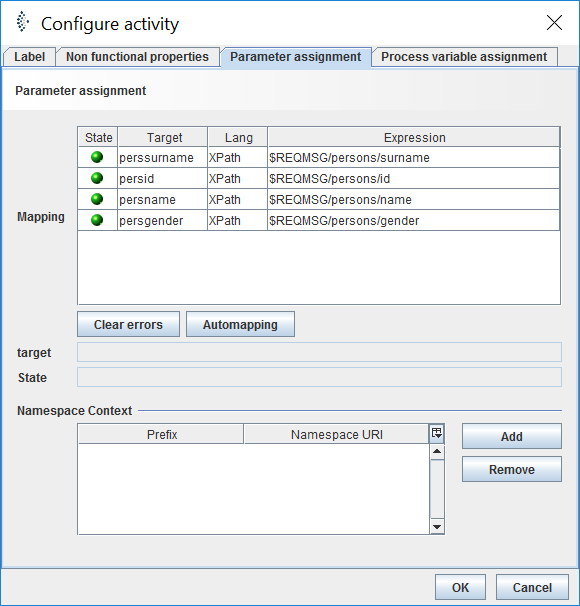 Configure activity
Label Non functional properties Parameter assignment Process variable assignment
Parameter assignment
State Target Lang Expression
perssurname XPath $REQMSG/persons/surname
persid XPath $REQMSG/persons/id
persname XPath $REQMSG/persons/name
Mapping
persgender XPath $REQMSG/persons/gender
Clear errors Automapping
target
State
Namespace Context
Prefix Namespace URI
Add
Remove
OK Cancel